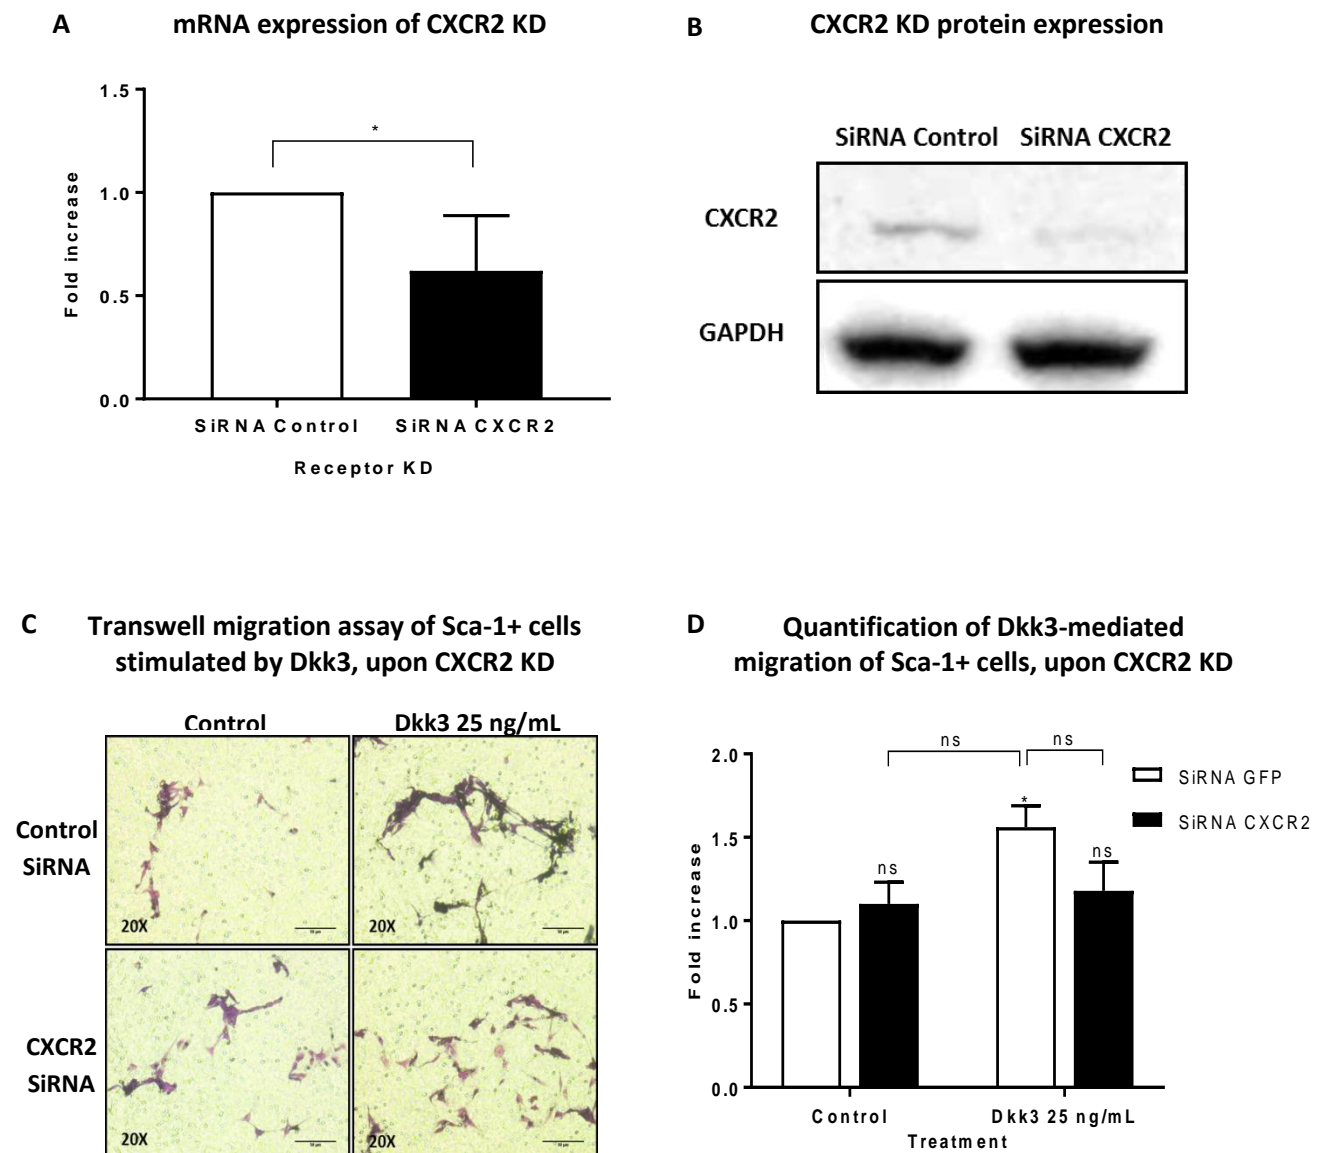 A mRNA expression of CXCR2 KD
1.5
1.0
0.5
0.0
Fold increase
*
SiRNA Control SiRNA CXCR2
Receptor KD
B CXCR2 KD protein expression
SiRNA Control SiRNA CXCR2
CXCR2
GAPDH
C Transwell migration assay of Sca-1+ cells
stimulated by Dkk3, upon CXCR2 KD
Control Dkk3 25 ng/mL
Control
SiRNA
20X 20X
CXCR2
SiRNA
20X 20X
D Quantification of Dkk3-mediated
migration of Sca-1+ cells, upon CXCR2 KD
2.0
1.5
1.0
0.5
0.0
Fold increase
ns ns
*
ns ns
SiRNA GFP
SiRNA CXCR2
Control Dkk3 25 ng/mL
Treatment